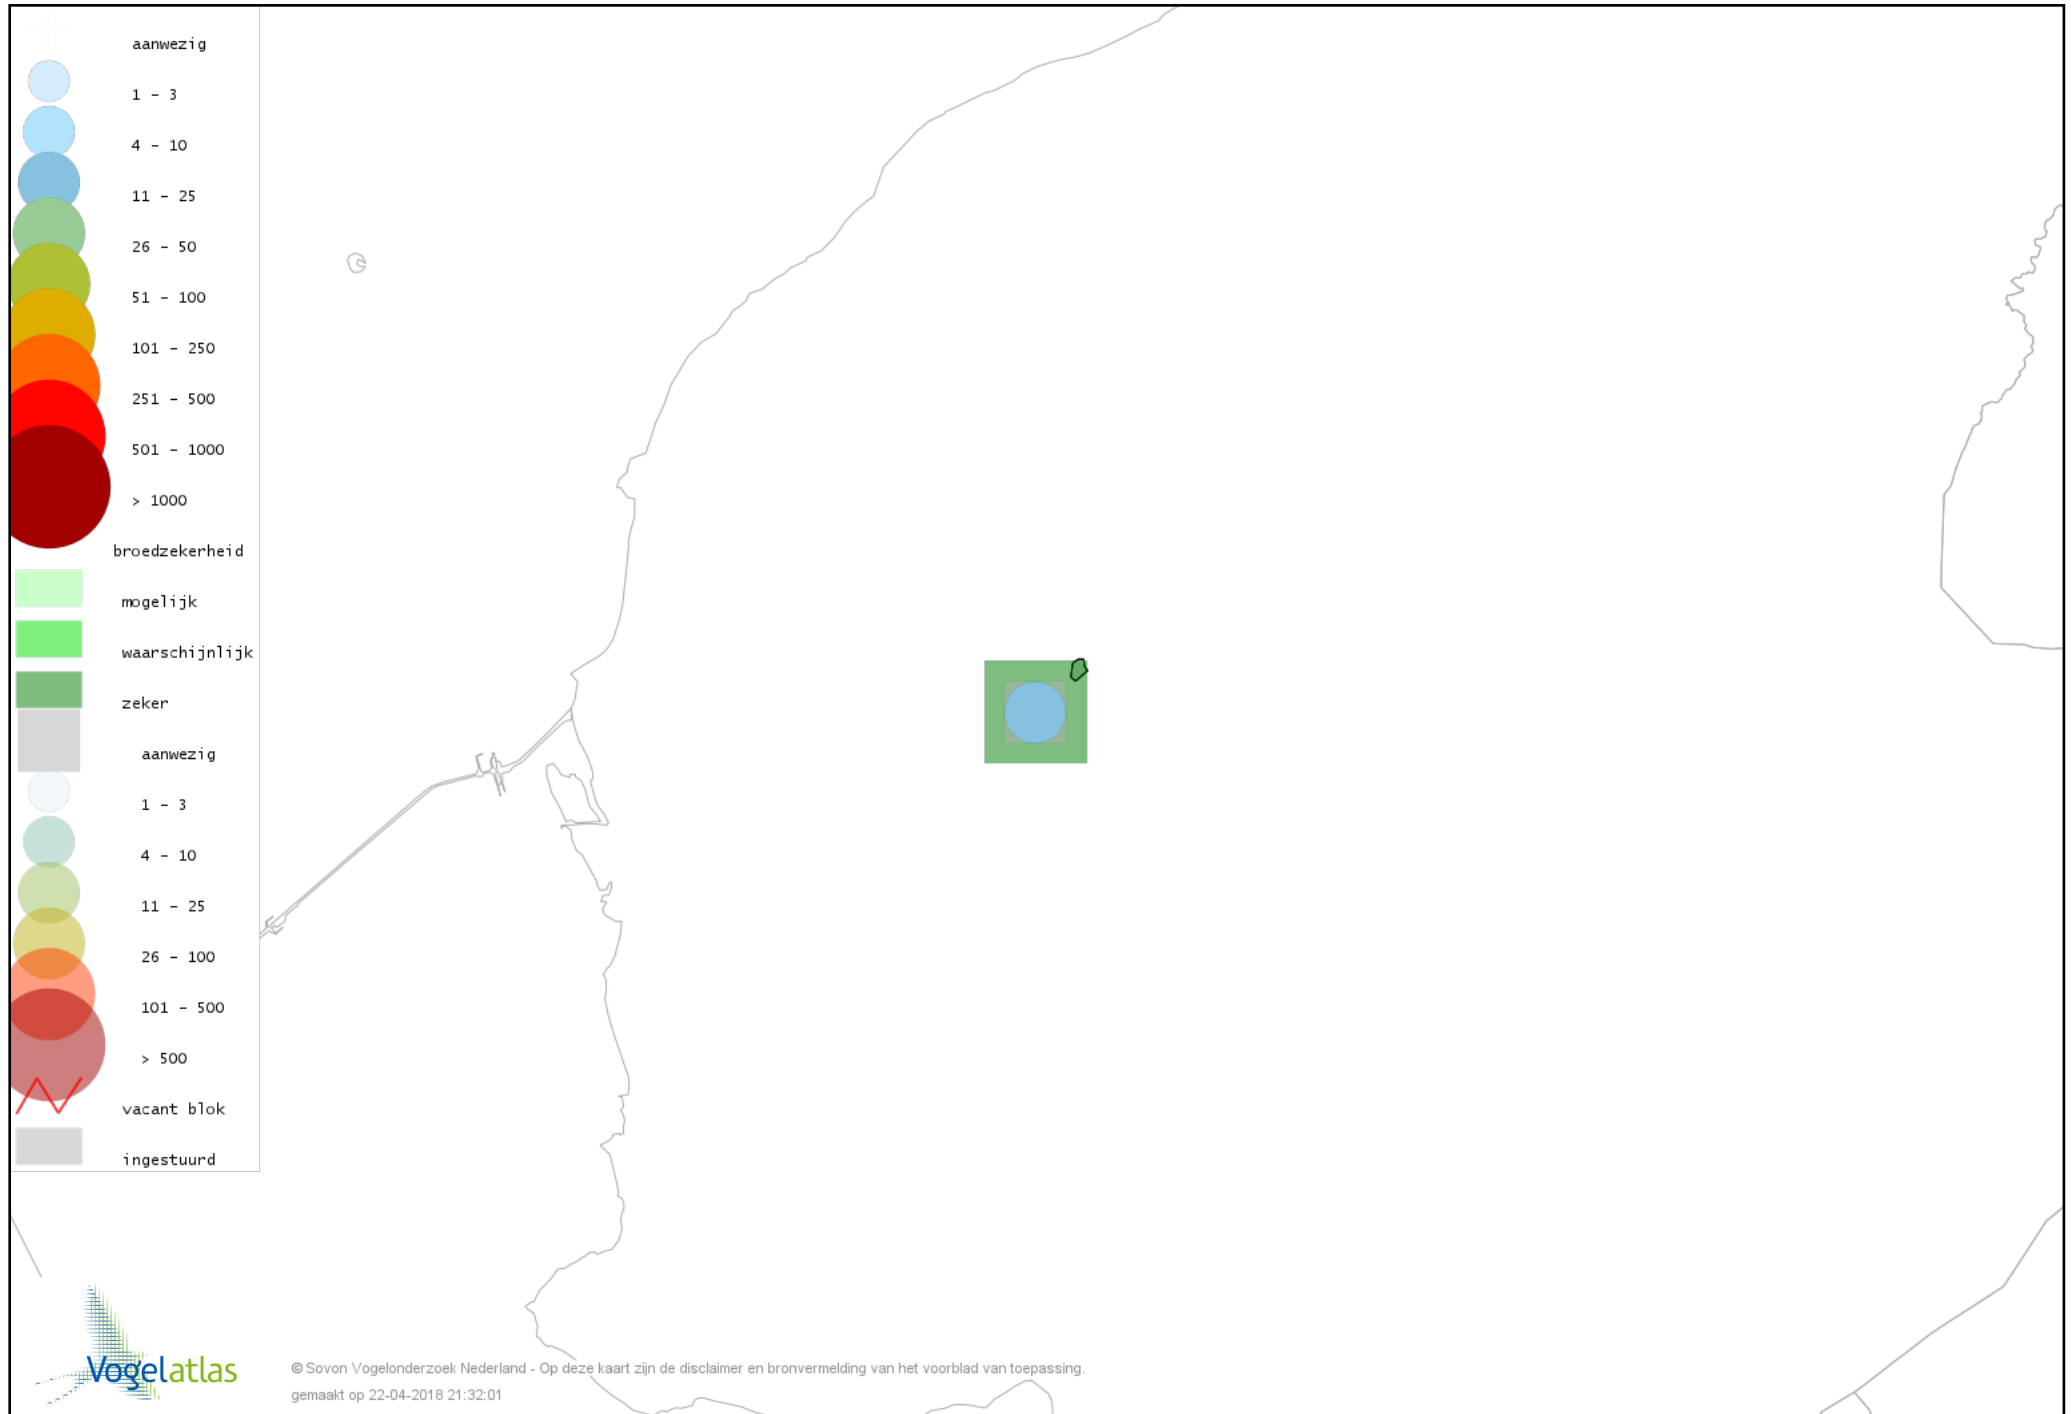 aanwezig
1 - 3
4 - 10
11 - 25
26 - 50
51 - 100
101 - 250
251 - 500
501 - 1000
> 1000
broedzekerheid
mogelijk
waarschijnlijk
zeker
aanwezig
1 - 3
4 - 10
11 - 25
26 - 100
101 - 500
> 500
vacant blok
ingestuurd
Vogelatlas
© Sovon Vogelonderzoek Nederland - Op deze kaart zijn de disclaimer en bronvermelding van het voorblad van toepassing.
gemaakt op 22-04-2018 21:32:01